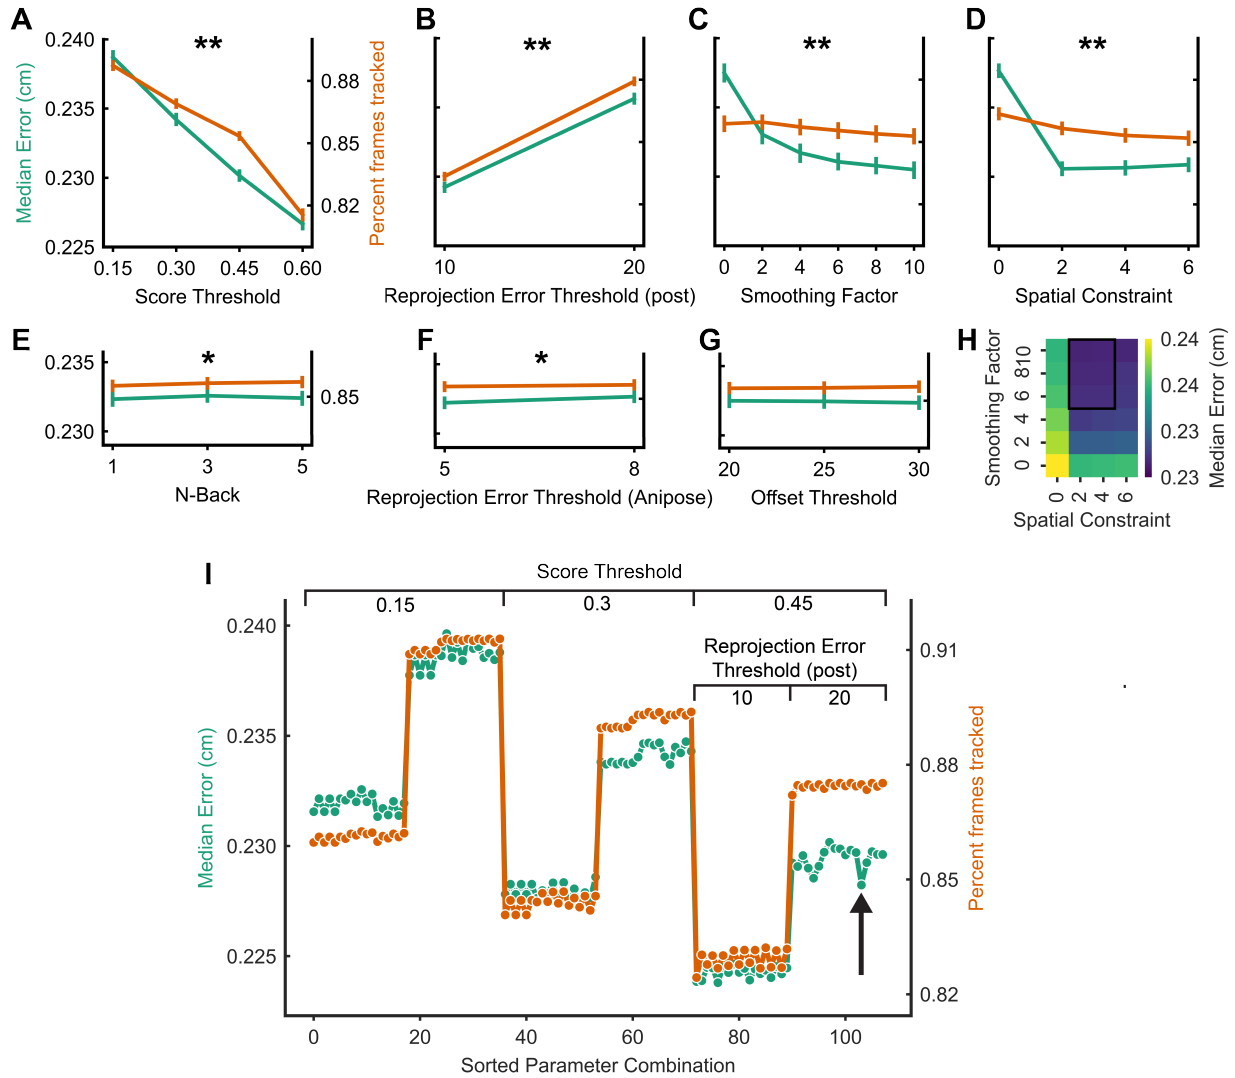 A
B
C
D
**
**
**
**
Median Error (cm)
0.240
0.235
0.230
0.225
0.88
0.85
0.82
Percent frames tracked
0.15 0.30 0.45 0.60
10 20
0 2 4 6 8 10
0 2 4 6
Score Threshold
Reprojection Error Threshold (post)
Smoothing Factor
Spatial Constraint
E
F
G
H
*
*
0.235
0.230
0.85
1 3 5
5 8
20 25 30
N-Back
Reprojection Error Threshold (Anipose)
Offset Threshold
Smoothing Factor
0 2 4 6 8 10
0 2 4 6
Spatial Constraint
0.24
0.24
0.23
0.23
Median Error (cm)
I
Score Threshold
0.15 0.3 0.45
Reprojection Error
Threshold (post)
10 20
Median Error (cm)
0.240
0.235
0.230
0.225
0.91
0.88
0.85
0.82
Percent frames tracked
0 20 40 60 80 100
Sorted Parameter Combination